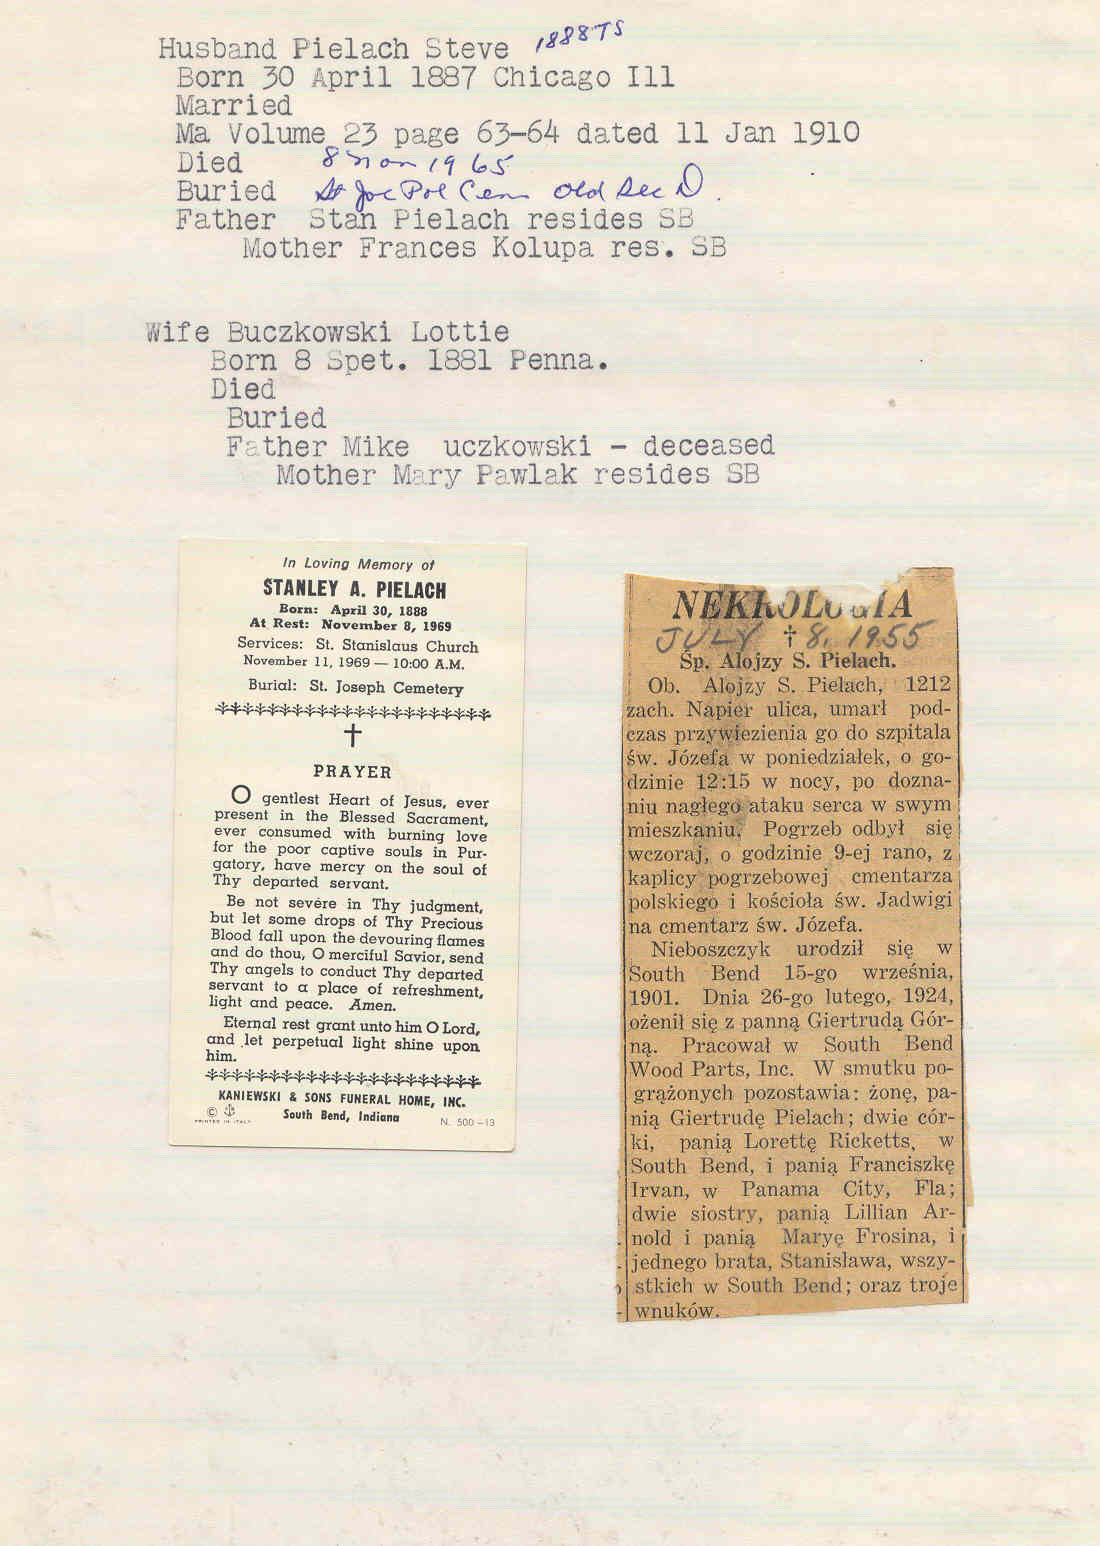 Husband Pielach Steve 1888 TS
Born 30 April 1887 Chicago Ill
Married
Ma Volume 23 page 63-64 dated 11 Jan 1910
Died 8 Nov 1965
Buried St Joe Pol Cem Old Sec D.
Father Stan Pielach resides SB
Mother Frances Kolupa res. SB
Wife Buczkowski Lottie
Born 8 Spet. 1881 Penna.
Died
Buried
Father Mike uczkowski - deceased
Mother Mary Pawlak resides SB
In Loving Memory of
STANLEY A. PIELACH
Born: April 30, 1888
At Rest: November 8, 1969
Services: St. Stanislaus Church
November 11, 1969 — 10:00 A.M.
Burial: St. Joseph Cemetery
PRAYER
O gentlest Heart of Jesus, ever
present in the Blessed Sacrament,
ever consumed with burning love
for the poor captive souls in Pur-
gatory, have mercy on the soul of
Thy departed servant.
Be not severe in Thy judgment,
but let some drops of Thy Precious
Blood fall upon the devouring flames
and do thou, O merciful Savior, send
Thy angels to conduct Thy departed
servant to a place of refreshment,
light and peace. Amen.
Eternal rest grant unto him O Lord,
and let perpetual light shine upon
him.
KANIEWSKI & SONS FUNERAL HOME, INC.
South Bend, Indiana
©
PRINTED IN ITALY
N. 500-13
NEKROLOGIA
JULY 8, 1955
†
Śp. Alojzy S. Pielach.
Ob. Alojzy S. Pielach, 1212
zach. Napier ulica, umarł pod-
czas przywiezienia go do szpitala
św. Józefa w poniedziałek, o go-
dzinie 12:15 w nocy, po dozna-
niu nagłego ataku serca w swym
mieszkaniu. Pogrzeb odbył się
wczoraj, o godzinie 9-ej rano, z
kaplicy pogrzebowej cmentarza
polskiego i kościoła św. Jadwigi
na cmentarz św. Józefa.
Nieboszczyk urodził się w
South Bend 15-go września,
1901. Dnia 26-go lutego, 1924,
ożenił się z panną Giertrudą Gór-
ną. Pracował w South Bend
Wood Parts, Inc. W smutku po-
grążonych pozostawia: żonę, pa-
nią Giertrudę Pielach; dwie cór-
ki, panią Lorettę Ricketts, w
South Bend, i panią Franciszkę
Irvan, w Panama City, Fla;
dwie siostry, panią Lillian Ar-
nold i panią Maryę Frosina, i
jednego brata, Stanisława, wszy-
stkich w South Bend; oraz troje
wnuków.